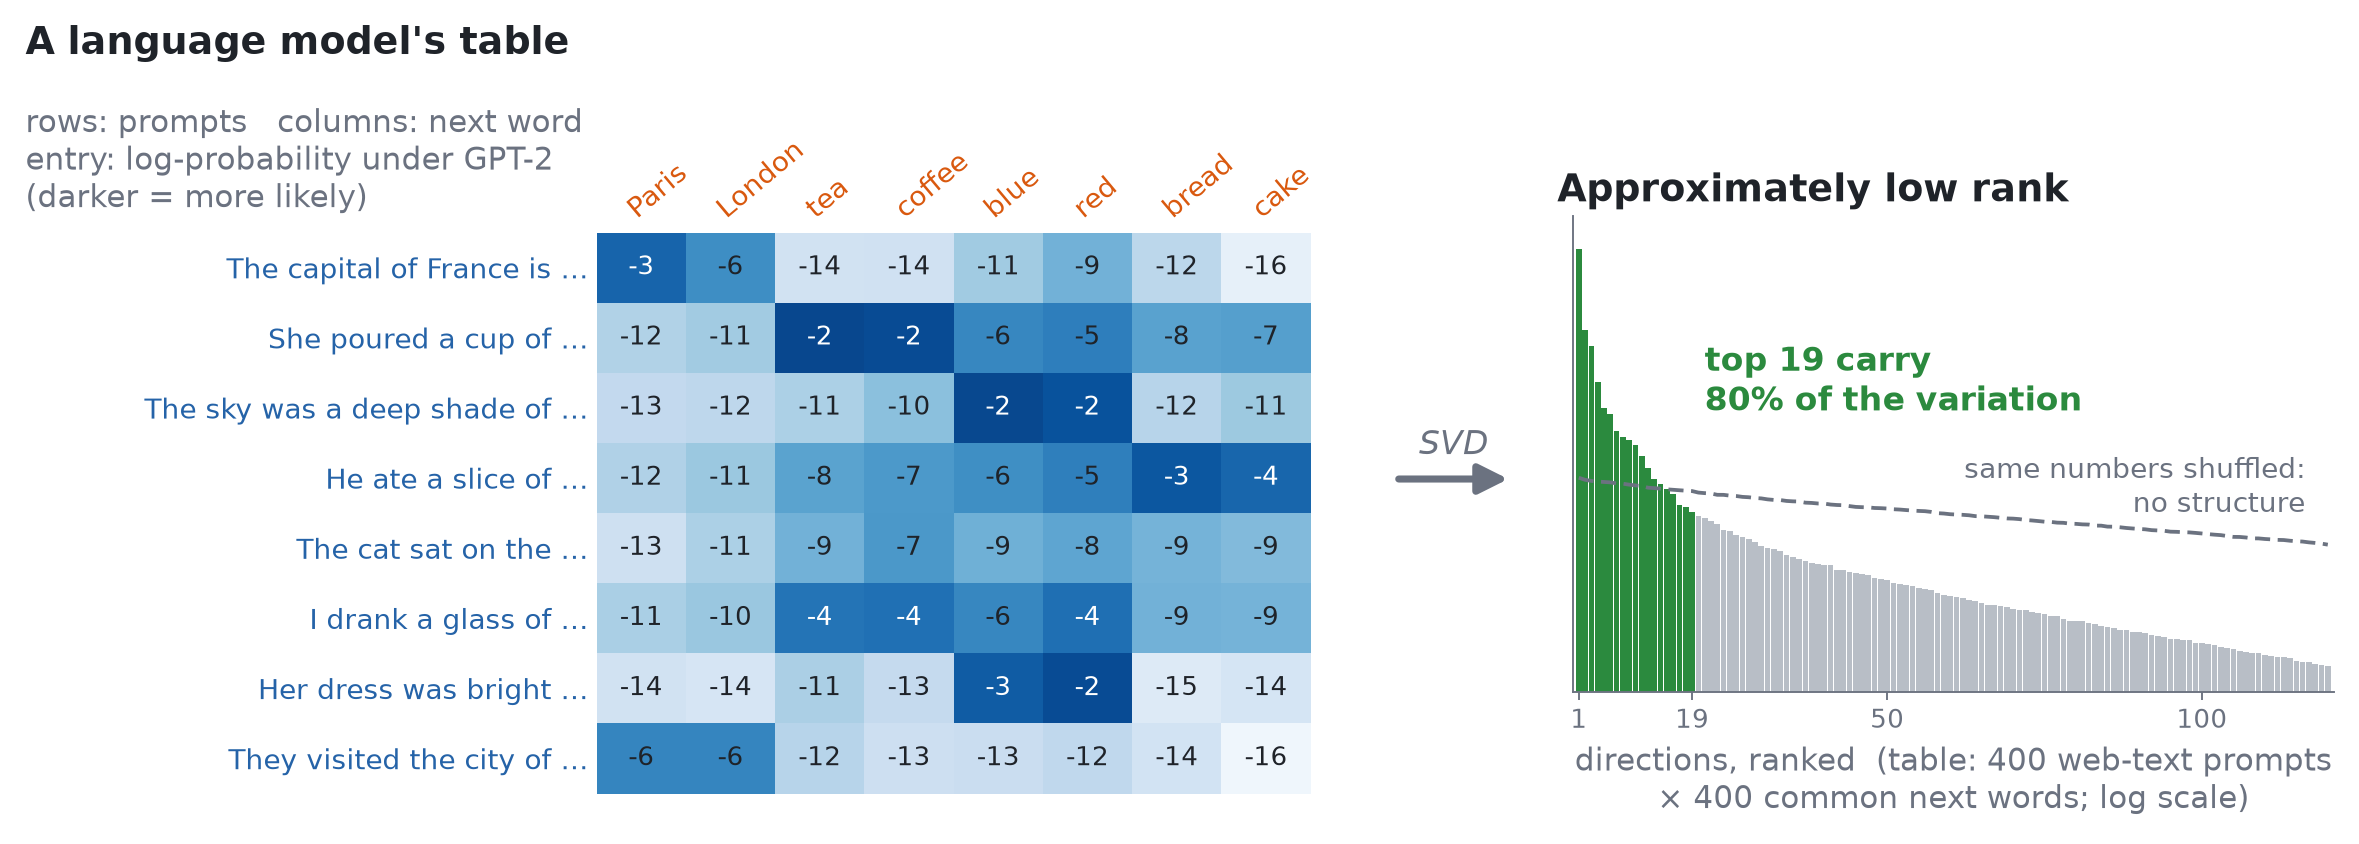 A language model's table
rows: prompts   columns: next word
entry: log-probability under GPT-2
(darker = more likely)
Paris London tea coffee blue red bread cake
The capital of France is … -3 -6 -14 -14 -11 -9 -12 -16
She poured a cup of … -12 -11 -2 -2 -6 -5 -8 -7
The sky was a deep shade of … -13 -12 -11 -10 -2 -2 -12 -11
He ate a slice of … -12 -11 -8 -7 -6 -5 -3 -4
The cat sat on the … -13 -11 -9 -7 -9 -8 -9 -9
I drank a glass of … -11 -10 -4 -4 -6 -4 -9 -9
Her dress was bright … -14 -14 -11 -13 -3 -2 -15 -14
They visited the city of … -6 -6 -12 -13 -13 -12 -14 -16
SVD
Approximately low rank
top 19 carry
80% of the variation
same numbers shuffled:
no structure
1 19 50 100
directions, ranked  (table: 400 web-text prompts
× 400 common next words; log scale)